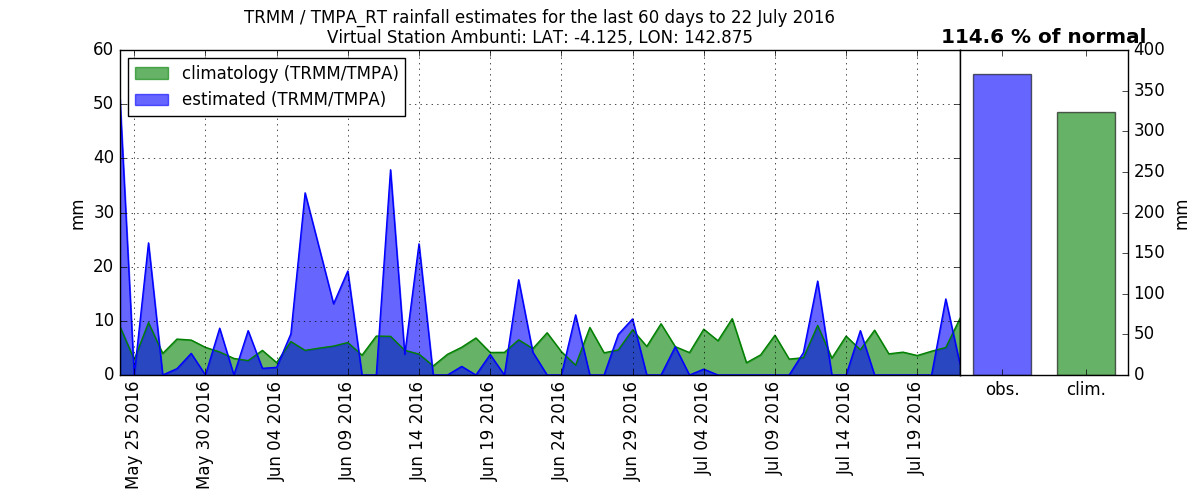 TRMM / TMPA_RT rainfall estimates for the last 60 days to 22 July 2016
Virtual Station Ambunti: LAT: -4.125, LON: 142.875
114.6 % of normal
climatology (TRMM/TMPA)
estimated (TRMM/TMPA)
60
50
40
30
20
10
0
mm
May 25 2016
May 30 2016
Jun 04 2016
Jun 09 2016
Jun 14 2016
Jun 19 2016
Jun 24 2016
Jun 29 2016
Jul 04 2016
Jul 09 2016
Jul 14 2016
Jul 19 2016
obs.
clim.
400
350
300
250
200
150
100
50
0
mm